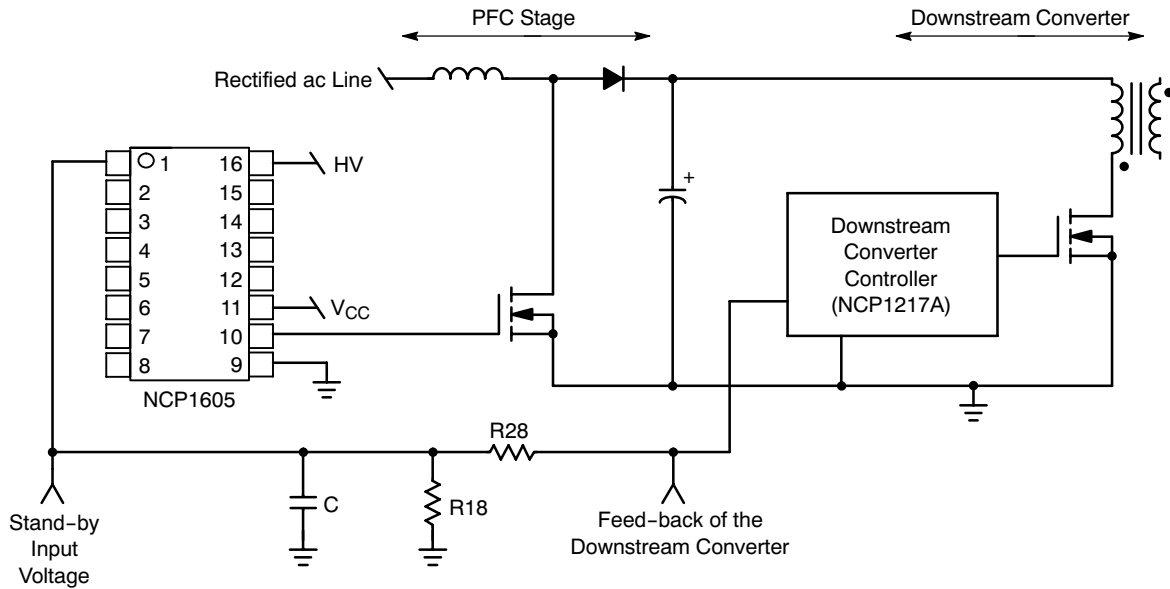 PFC Stage
Downstream Converter
Rectified ac Line
1 16 HV
2 15
3 14
4 13
5 12
6 11 VCC
7 10
8 9
NCP1605
+
Downstream
Converter
Controller
(NCP1217A)
R28
C
R18
Stand-by
Input
Voltage
Feed-back of the
Downstream Converter